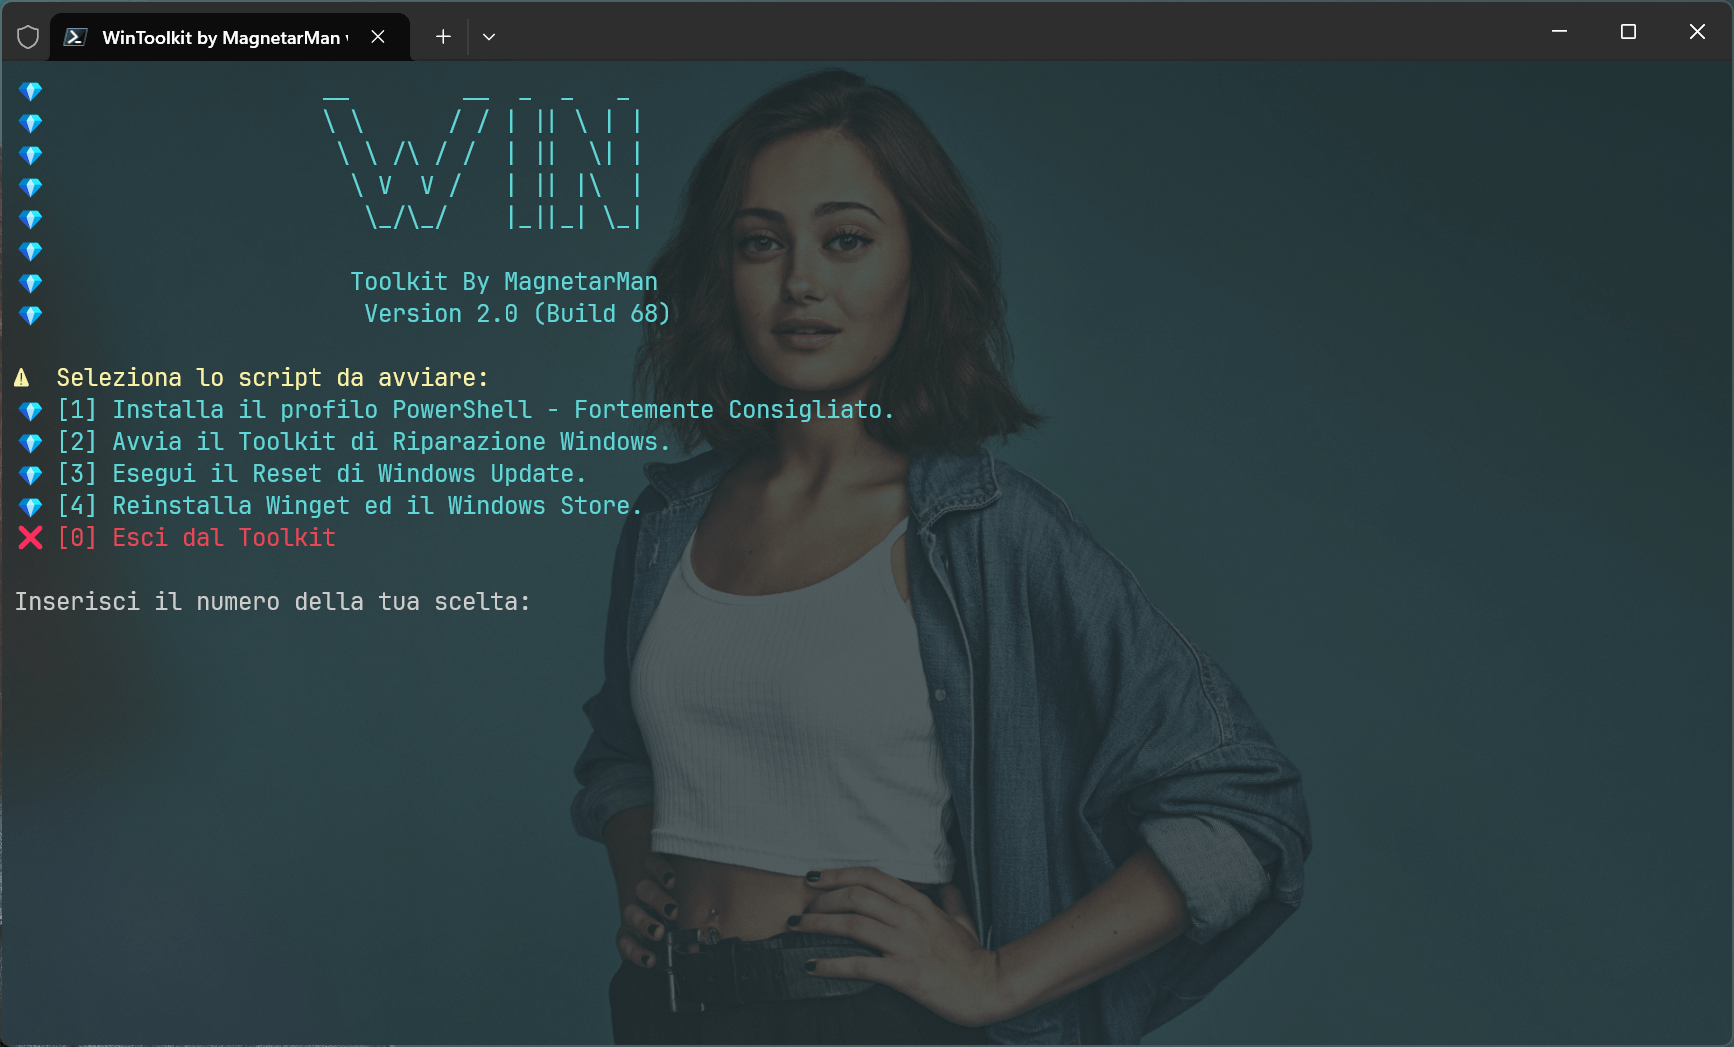 WinToolkit by MagnetarMan
WIN
Toolkit By MagnetarMan
Version 2.0 (Build 68)
Seleziona lo script da avviare:
[1] Installa il profilo PowerShell - Fortemente Consigliato.
[2] Avvia il Toolkit di Riparazione Windows.
[3] Esegui il Reset di Windows Update.
[4] Reinstalla Winget ed il Windows Store.
[0] Esci dal Toolkit
Inserisci il numero della tua scelta: